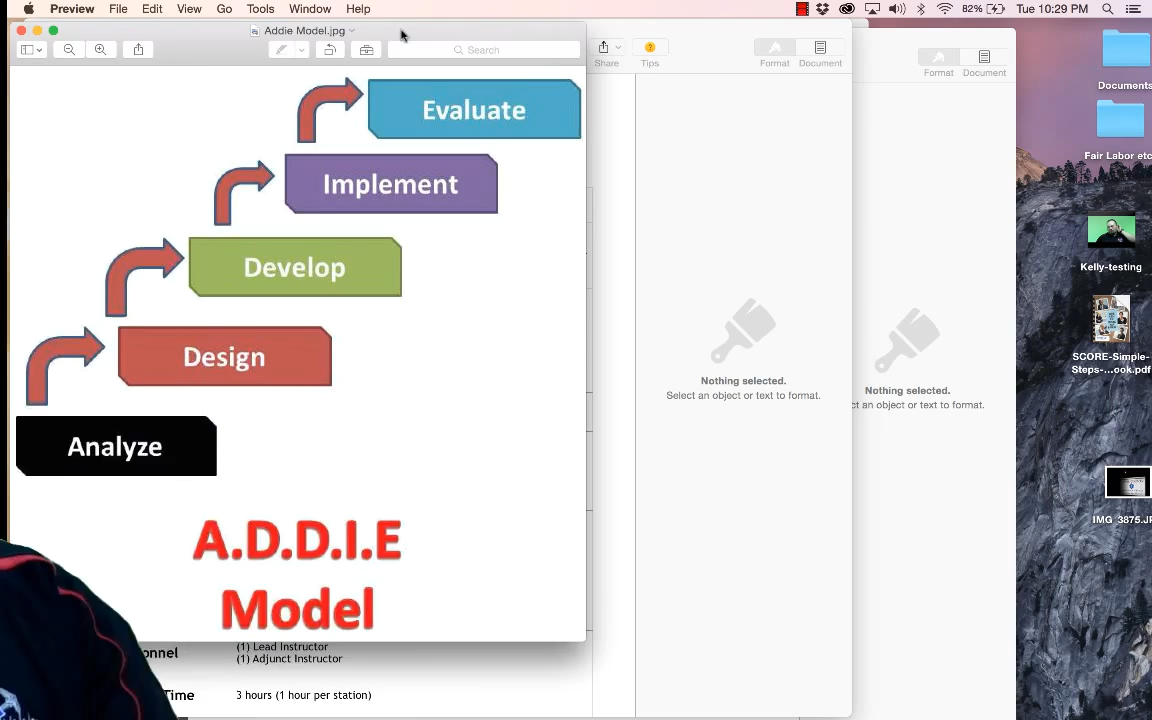 Preview File Edit View Go Tools Window Help
82% Tue 10:29 PM
Addie Model.jpg
Search
Share
Tips
Format
Document
Format
Document
Evaluate
Implement
Develop
Design
Analyze
A.D.D.I.E
Model
Nothing selected.
Select an object or text to format.
Nothing selected.
ct an object or text to format.
Documents
Fair Labor etc
Kelly-testing
SCORE-Simple-
Steps-...ook.pdf
IMG_3875.JP
onnel
(1) Lead Instructor
(1) Adjunct Instructor
Time
3 hours (1 hour per station)